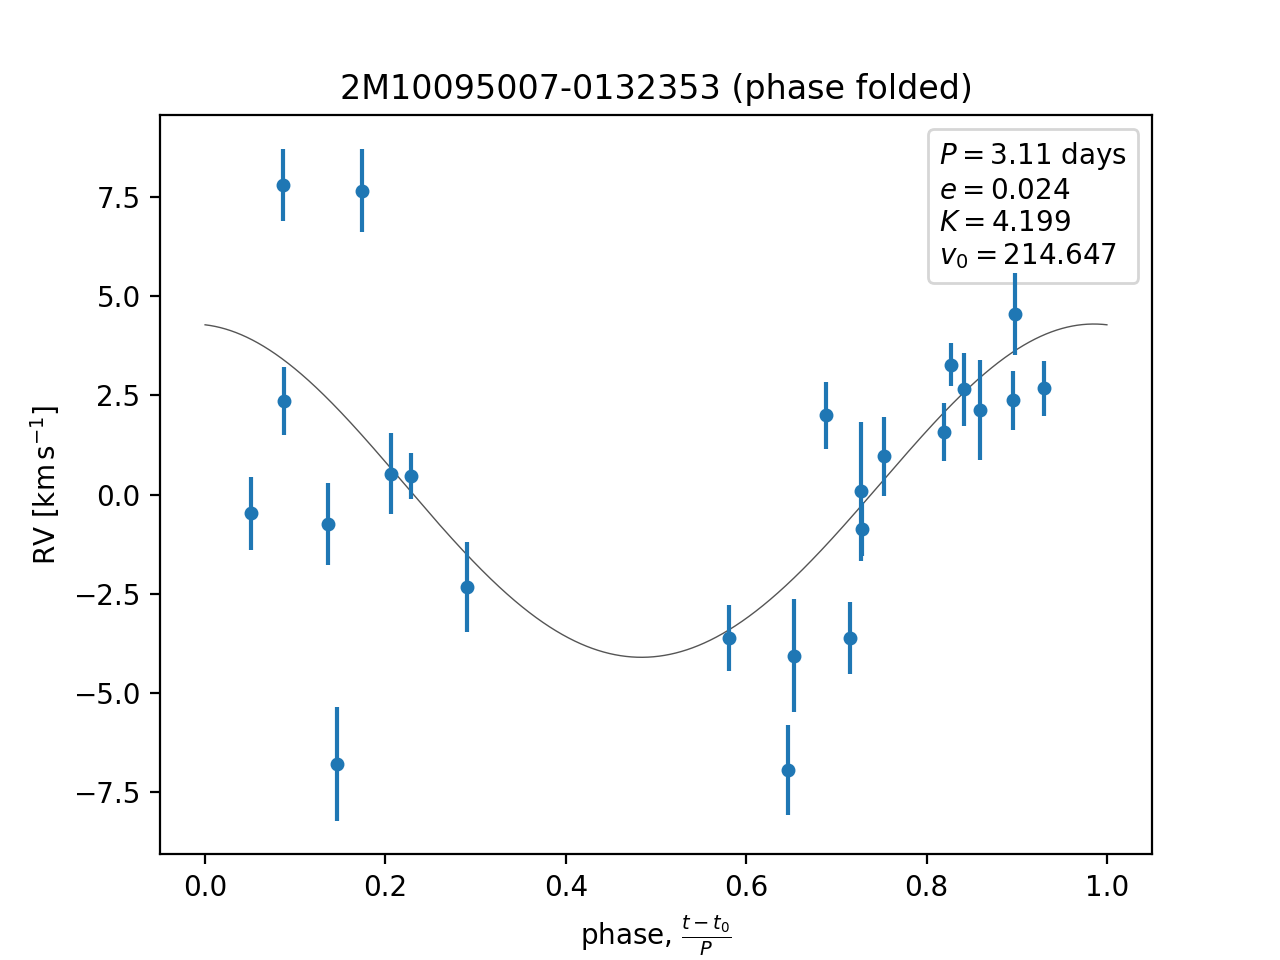 2M10095007-0132353 (phase folded)
P = 3.11 days
e = 0.024
K = 4.199
v₀ = 214.647
7.5
5.0
2.5
0.0
−2.5
−5.0
−7.5
RV [km s⁻¹]
0.0 0.2 0.4 0.6 0.8 1.0
phase, (t − t₀)/P